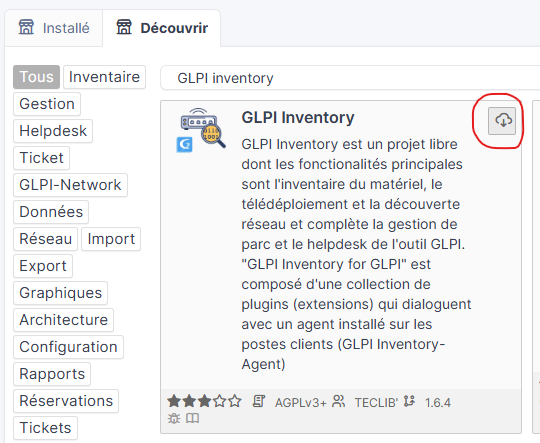 Installé
Découvrir
Tous
Inventaire
Gestion
Helpdesk
Ticket
GLPI-Network
Données
Réseau
Import
Export
Graphiques
Architecture
Configuration
Rapports
Réservations
Tickets
GLPI inventory
GLPI Inventory
GLPI Inventory est un projet libre
dont les fonctionalités principales
sont l'inventaire du matériel, le
télédéploiement et la découverte
réseau et complète la gestion de
parc et le helpdesk de l'outil GLPI.
"GLPI Inventory for GLPI" est
composé d'une collection de
plugins (extensions) qui dialoguent
avec un agent installé sur les
postes clients (GLPI Inventory-
Agent)
AGPLv3+ TECLIB' 1.6.4